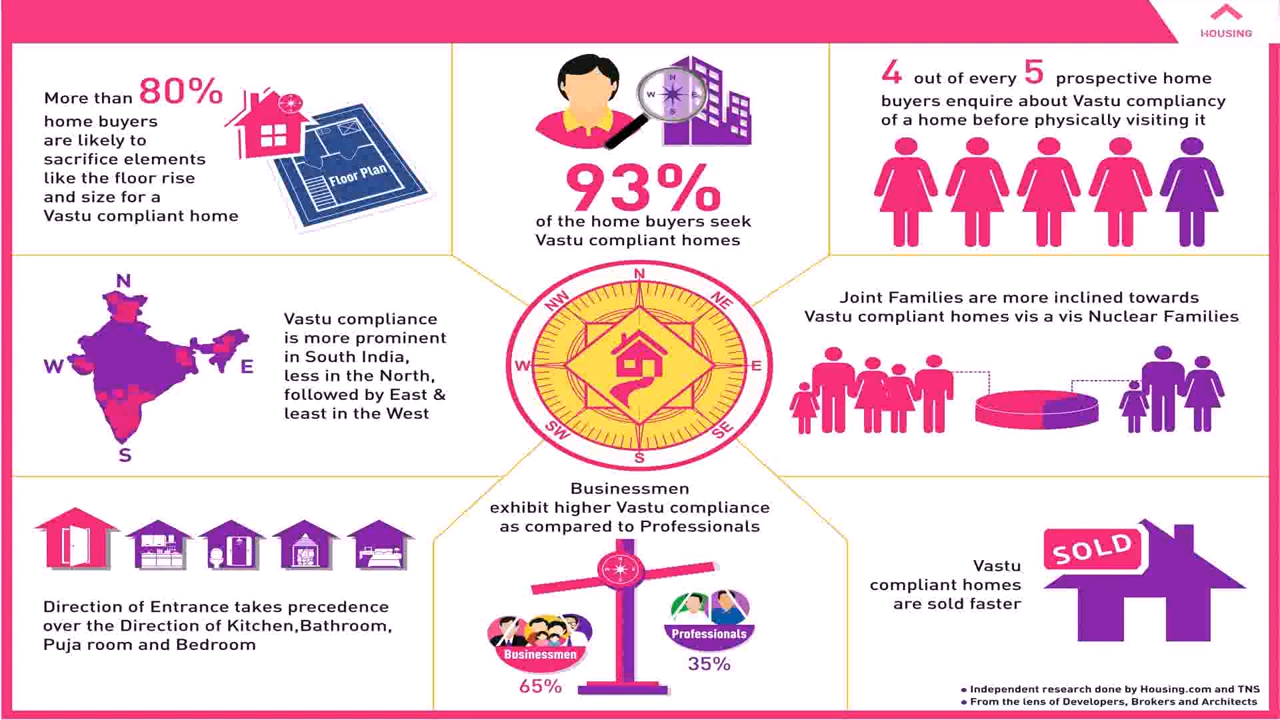 HOUSING
More than 80%
home buyers
are likely to
sacrifice elements
like the floor rise
and size for a
Vastu compliant home
Floor Plan
N
W
E
S
93%
of the home buyers seek
Vastu compliant homes
4 out of every 5 prospective home
buyers enquire about Vastu compliancy
of a home before physically visiting it
N
W E
S
Vastu compliance
is more prominent
in South India,
less in the North,
followed by East &
least in the West
N
NW NE
W E
SW SE
S
Joint Families are more inclined towards
Vastu compliant homes vis a vis Nuclear Families
Direction of Entrance takes precedence
over the Direction of Kitchen,Bathroom,
Puja room and Bedroom
Businessmen
exhibit higher Vastu compliance
as compared to Professionals
Businessmen
65%
Professionals
35%
Vastu
compliant homes
are sold faster
SOLD
• Independent research done by Housing.com and TNS
• From the lens of Developers, Brokers and Architects